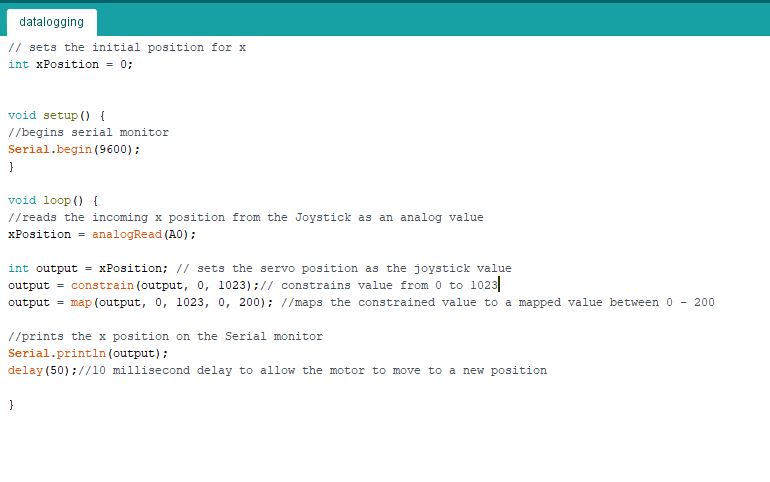 datalogging
// sets the initial position for x
int xPosition = 0;
void setup() {
//begins serial monitor
Serial.begin(9600);
}
void loop() {
//reads the incoming x position from the Joystick as an analog value
xPosition = analogRead(A0);
int output = xPosition; // sets the servo position as the joystick value
output = constrain(output, 0, 1023);// constrains value from 0 to 1023
output = map(output, 0, 1023, 0, 200); //maps the constrained value to a mapped value between 0 - 200
//prints the x position on the Serial monitor
Serial.println(output);
delay(50);//10 millisecond delay to allow the motor to move to a new position
}